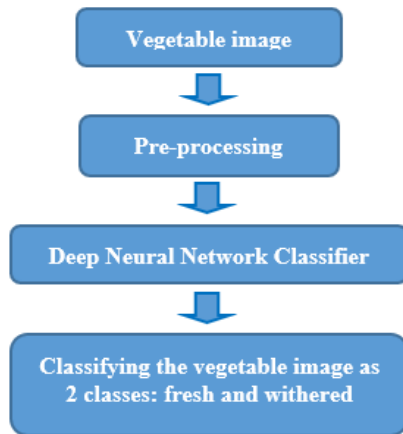 Vegetable image
Pre-processing
Deep Neural Network Classifier
Classifying the vegetable image as
2 classes: fresh and withered